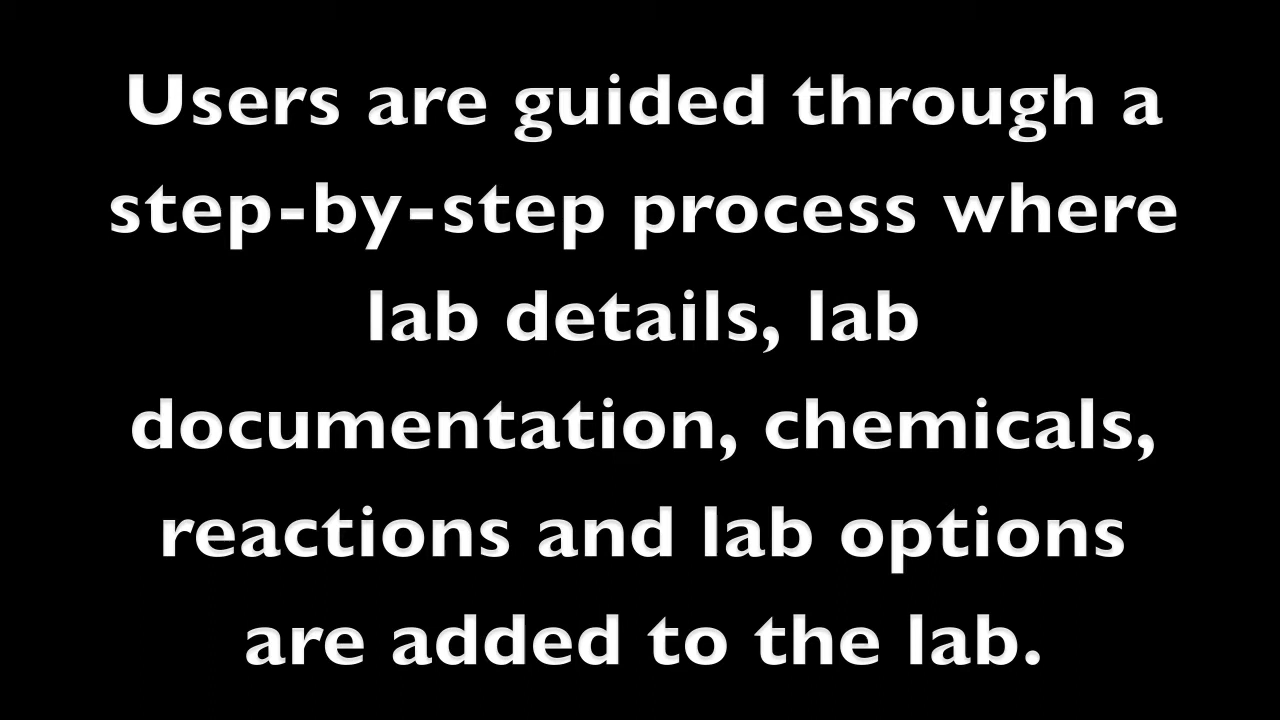 Users are guided through a
step-by-step process where
lab details, lab
documentation, chemicals,
reactions and lab options
are added to the lab.